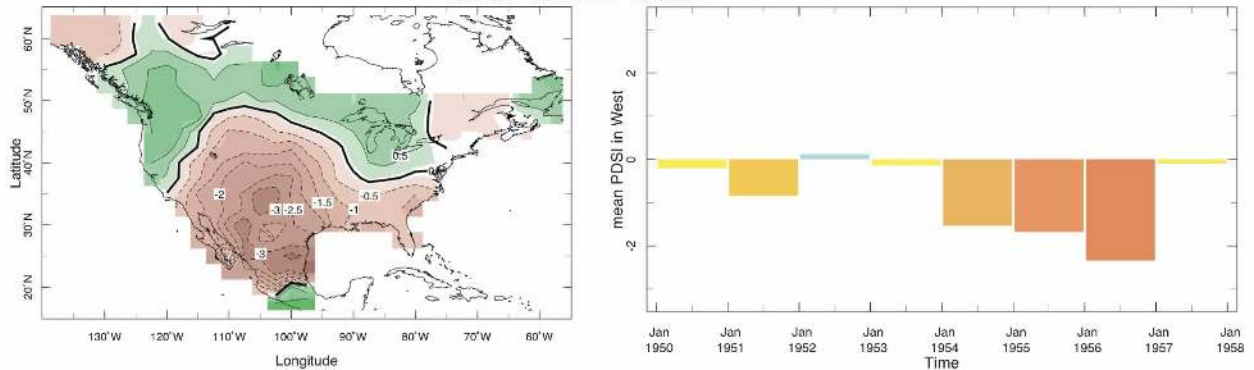 60˚N
50˚N
40˚N
30˚N
20˚N
Latitude
0.5
-0.5
-2
-1.5
-3
-2.5
-1
-3
130˚W
120˚W
110˚W
100˚W
90˚W
80˚W
70˚W
60˚W
Longitude
mean PDSI in West
2
0
-2
Jan Jan Jan Jan Jan Jan Jan Jan Jan
1950 1951 1952 1953 1954 1955 1956 1957 1958
Time